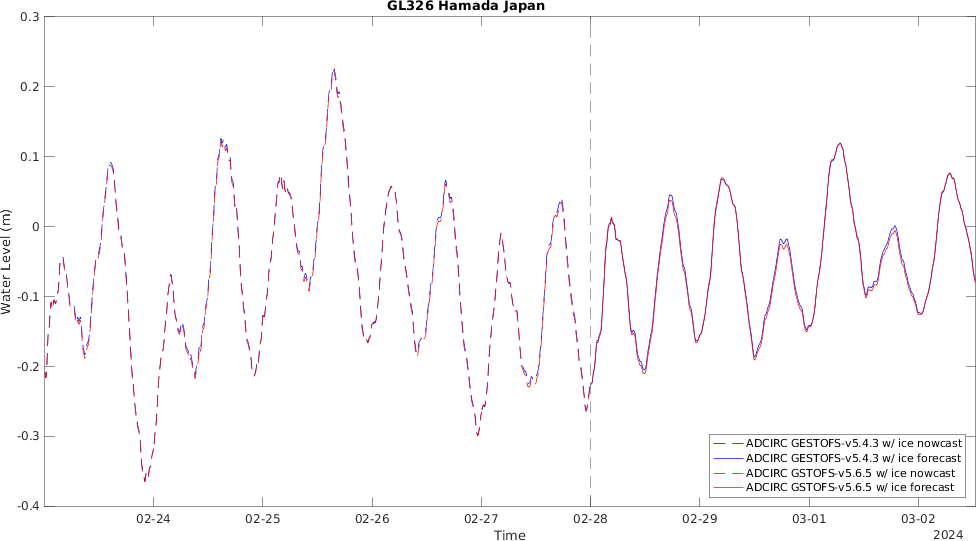 GL326 Hamada Japan
0.3
0.2
0.1
0
-0.1
-0.2
-0.3
-0.4
Water Level (m)
02-24
02-25
02-26
02-27
02-28
02-29
03-01
03-02
Time
2024
ADCIRC GESTOFS-v5.4.3 w/ ice nowcast
ADCIRC GESTOFS-v5.4.3 w/ ice forecast
ADCIRC GSTOFS-v5.6.5 w/ ice nowcast
ADCIRC GSTOFS-v5.6.5 w/ ice forecast